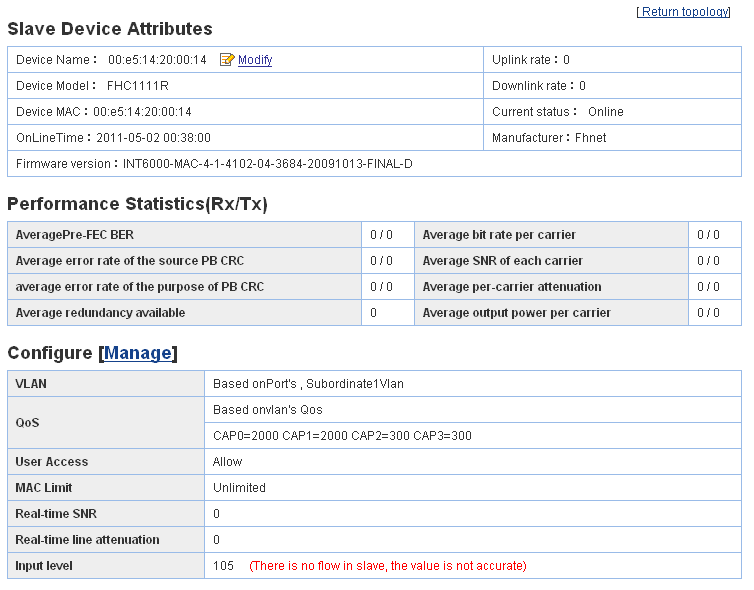 [ Return topology]
Slave Device Attributes
Device Name： 00:e5:14:20:00:14 Modify
Uplink rate：0
Device Model： FHC1111R
Downlink rate：0
Device MAC：00:e5:14:20:00:14
Current status： Online
OnLineTime：2011-05-02 00:38:00
Manufacturer：Fhnet
Firmware version：INT6000-MAC-4-1-4102-04-3684-20091013-FINAL-D
Performance Statistics(Rx/Tx)
AveragePre-FEC BER 0 / 0 Average bit rate per carrier 0 / 0
Average error rate of the source PB CRC 0 / 0 Average SNR of each carrier 0 / 0
average error rate of the purpose of PB CRC 0 / 0 Average per-carrier attenuation 0 / 0
Average redundancy available 0 Average output power per carrier 0 / 0
Configure [Manage]
VLAN Based onPort's , Subordinate1Vlan
QoS Based onvlan's Qos
CAP0=2000 CAP1=2000 CAP2=300 CAP3=300
User Access Allow
MAC Limit Unlimited
Real-time SNR 0
Real-time line attenuation 0
Input level 105 (There is no flow in slave, the value is not accurate)